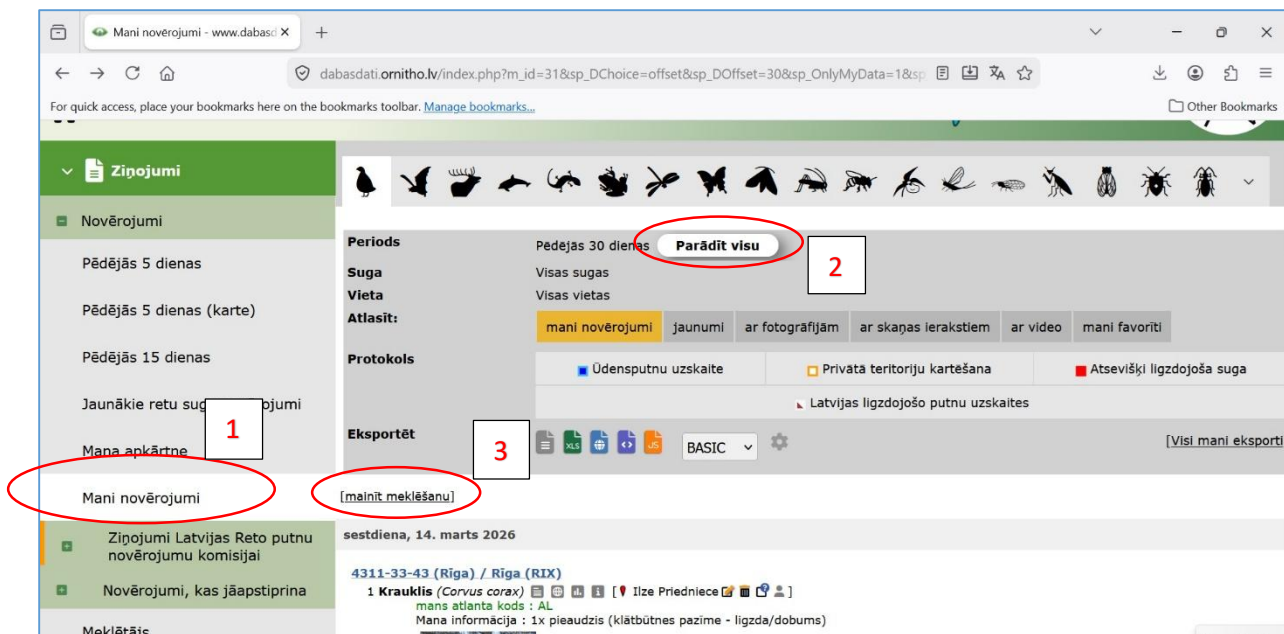 Mani novērojumi - www.dabasd
dabasdati.ornitho.lv/index.php?m_id=31&sp_DChoice=offset&sp_DOffset=30&sp_OnlyMyData=1&sp
For quick access, place your bookmarks here on the bookmarks toolbar. Manage bookmarks...
Other Bookmarks
Ziņojumi
Novērojumi
Pēdējās 5 dienas
Pēdējās 5 dienas (karte)
Pēdējās 15 dienas
Jaunākie retu
1
Mana apkārtne
Mani novērojumi
Ziņojumi Latvijas Reto putnu
novērojumu komisijai
Novērojumi, kas jāapstiprina
Meklētājs
Periods
Pēdējās 30 dienas Parādīt visu
2
Suga
Visas sugas
Vieta
Visas vietas
Atlasīt:
mani novērojumi jaunumi ar fotogrāfijām ar skaņas ierakstiem ar video mani favorīti
Protokols
Ūdensputnu uzskaite Privātā teritoriju kartēšana Atsevišķi ligzdojoša suga
Latvijas ligzdojošo putnu uzskaites
Eksportēt
3
XLS JS BASIC
[Visi mani eksporti
[mainīt meklēšanu]
sestdiena, 14. marts 2026
4311-33-43 (Rīga) / Rīga (RIX)
1 Krauklis (Corvus corax) [ Ilze Priedniece ]
mans atlanta kods : AL
Mana informācija : 1x pieaudzis (klātbūtnes pazīme - ligzda/dobums)